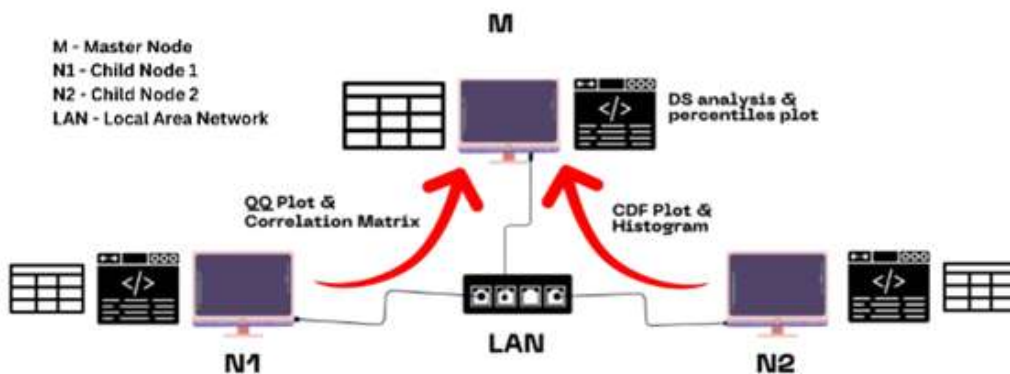 M
M - Master Node
N1 - Child Node 1
N2 - Child Node 2
LAN - Local Area Network
</>
DS analysis &
percentiles plot
QQ Plot &
Correlation Matrix
CDF Plot &
Histogram
</>
</>
LAN
N1
N2